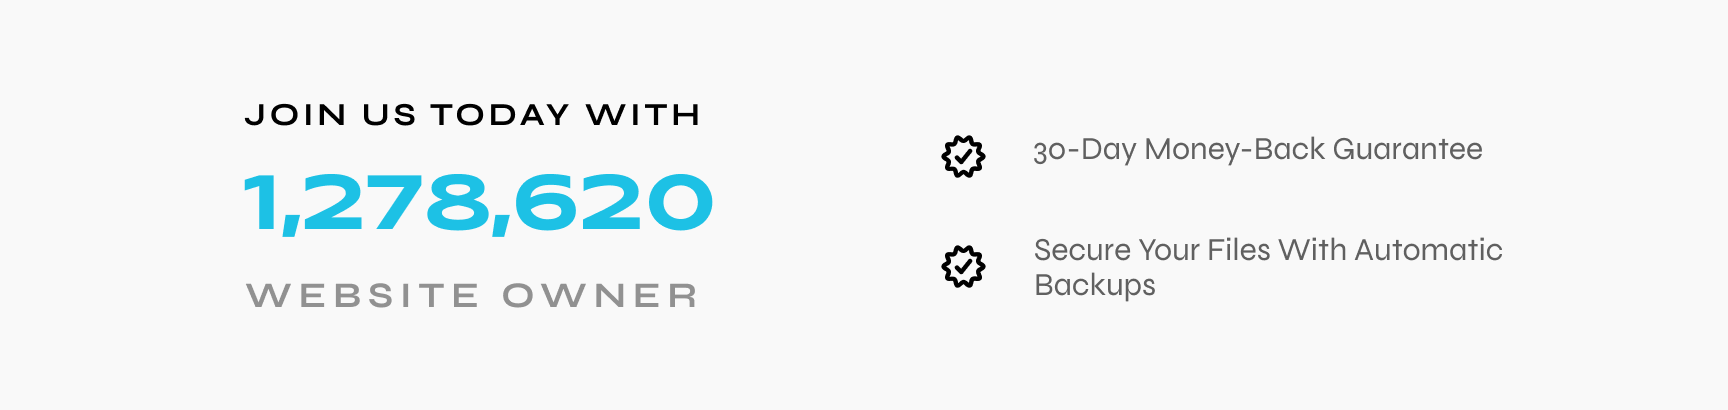 JOIN US TODAY WITH
1,278,620
WEBSITE OWNER
30-Day Money-Back Guarantee
Secure Your Files With Automatic
Backups